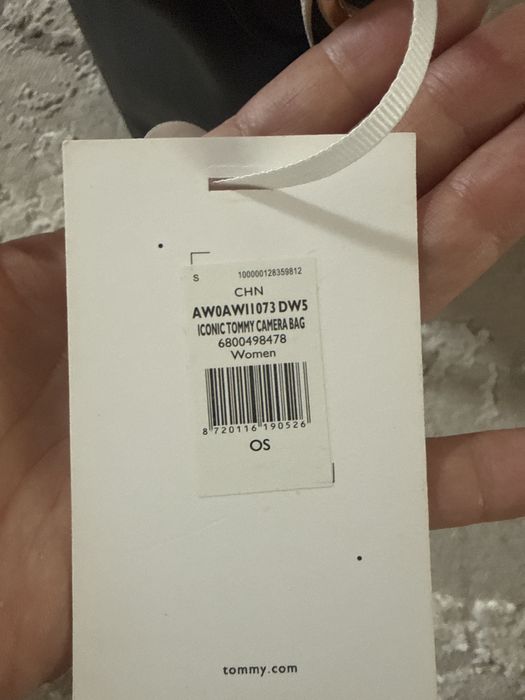 S 100000128359812
CHN
AW0AW11073 DW5
ICONIC TOMMY CAMERA BAG
6800498478
Women
8 720116 190526
OS
tommy.com